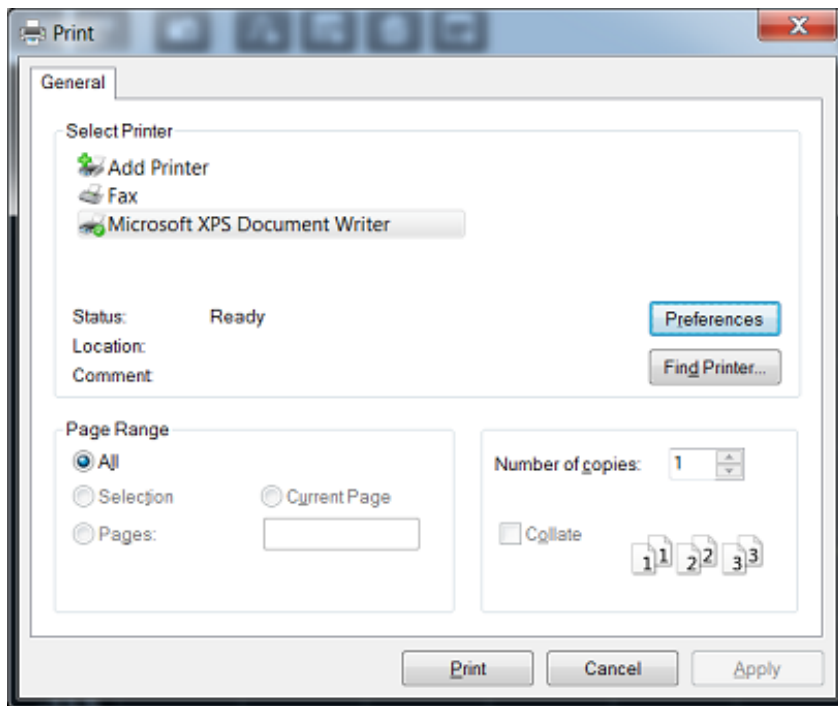 Print
General
Select Printer
Add Printer
Fax
Microsoft XPS Document Writer
Status: Ready
Preferences
Location:
Comment:
Find Printer...
Page Range
All
Number of copies: 1
Selection Current Page
Pages:
Collate
1 1 2 2 3 3
Print Cancel Apply